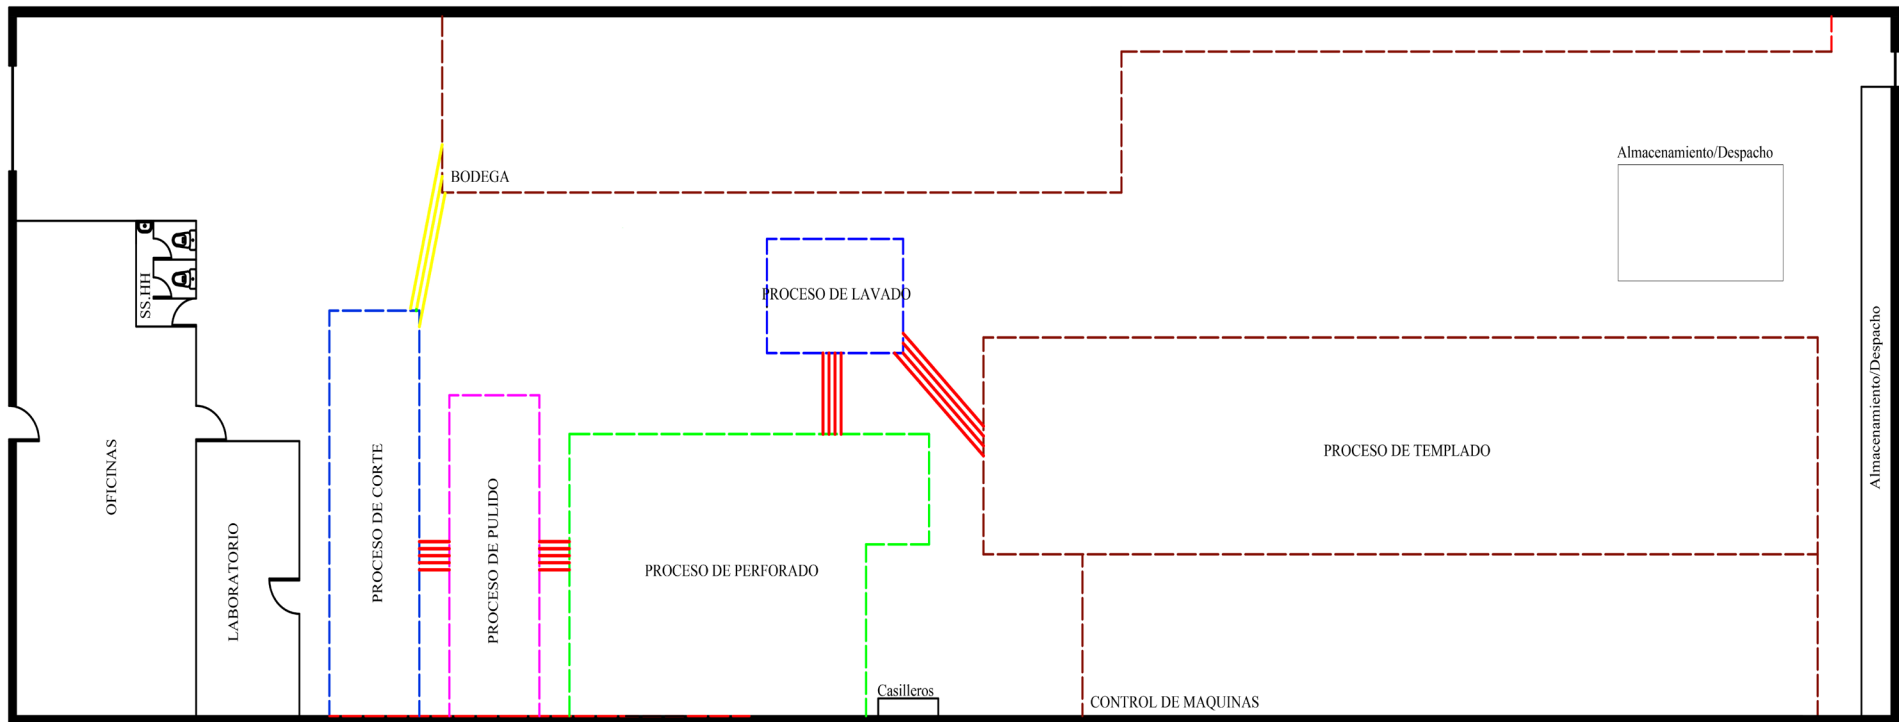 BODEGA
Almacenamiento/Despacho
SS.HH
PROCESO DE LAVADO
OFICINAS
LABORATORIO
PROCESO DE CORTE
PROCESO DE PULIDO
PROCESO DE PERFORADO
PROCESO DE TEMPLADO
Almacenamiento/Despacho
Casilleros
CONTROL DE MAQUINAS